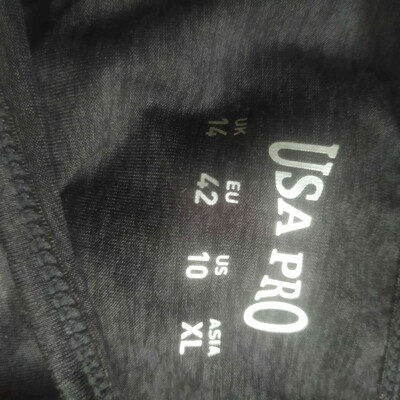 USA PRO
UK EU US ASIA
14 42 10 XL